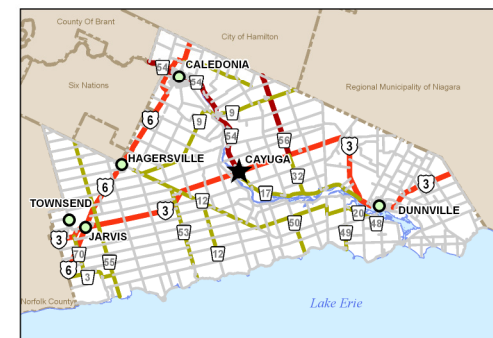 County Of Brant
City of Hamilton
54
CALEDONIA
54
Six Nations
Regional Municipality of Niagara
6
9
9
54
56
3
HAGERSVILLE
CAYUGA
6
32
3
TOWNSEND
17
12
3
DUNNVILLE
3
JARVIS
20
48
50
53
49
70
55
12
6
3
Norfolk County
Lake Erie